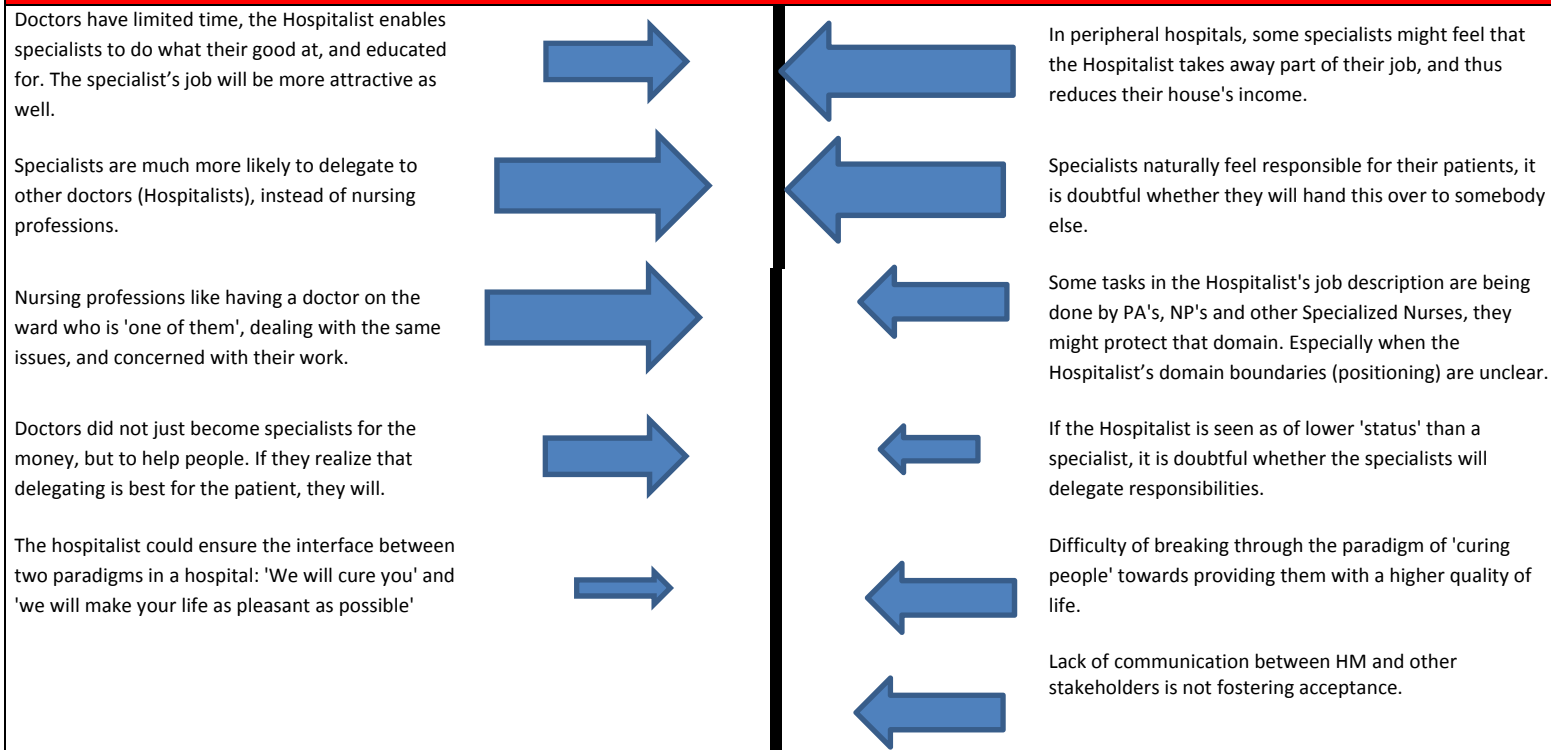 Doctors have limited time, the Hospitalist enables
specialists to do what their good at, and educated
for. The specialist’s job will be more attractive as
well.
Specialists are much more likely to delegate to
other doctors (Hospitalists), instead of nursing
professions.
Nursing professions like having a doctor on the
ward who is 'one of them', dealing with the same
issues, and concerned with their work.
Doctors did not just become specialists for the
money, but to help people. If they realize that
delegating is best for the patient, they will.
The hospitalist could ensure the interface between
two paradigms in a hospital: 'We will cure you' and
'we will make your life as pleasant as possible'
In peripheral hospitals, some specialists might feel that
the Hospitalist takes away part of their job, and thus
reduces their house's income.
Specialists naturally feel responsible for their patients, it
is doubtful whether they will hand this over to somebody
else.
Some tasks in the Hospitalist's job description are being
done by PA's, NP's and other Specialized Nurses, they
might protect that domain. Especially when the
Hospitalist’s domain boundaries (positioning) are unclear.
If the Hospitalist is seen as of lower 'status' than a
specialist, it is doubtful whether the specialists will
delegate responsibilities.
Difficulty of breaking through the paradigm of 'curing
people' towards providing them with a higher quality of
life.
Lack of communication between HM and other
stakeholders is not fostering acceptance.